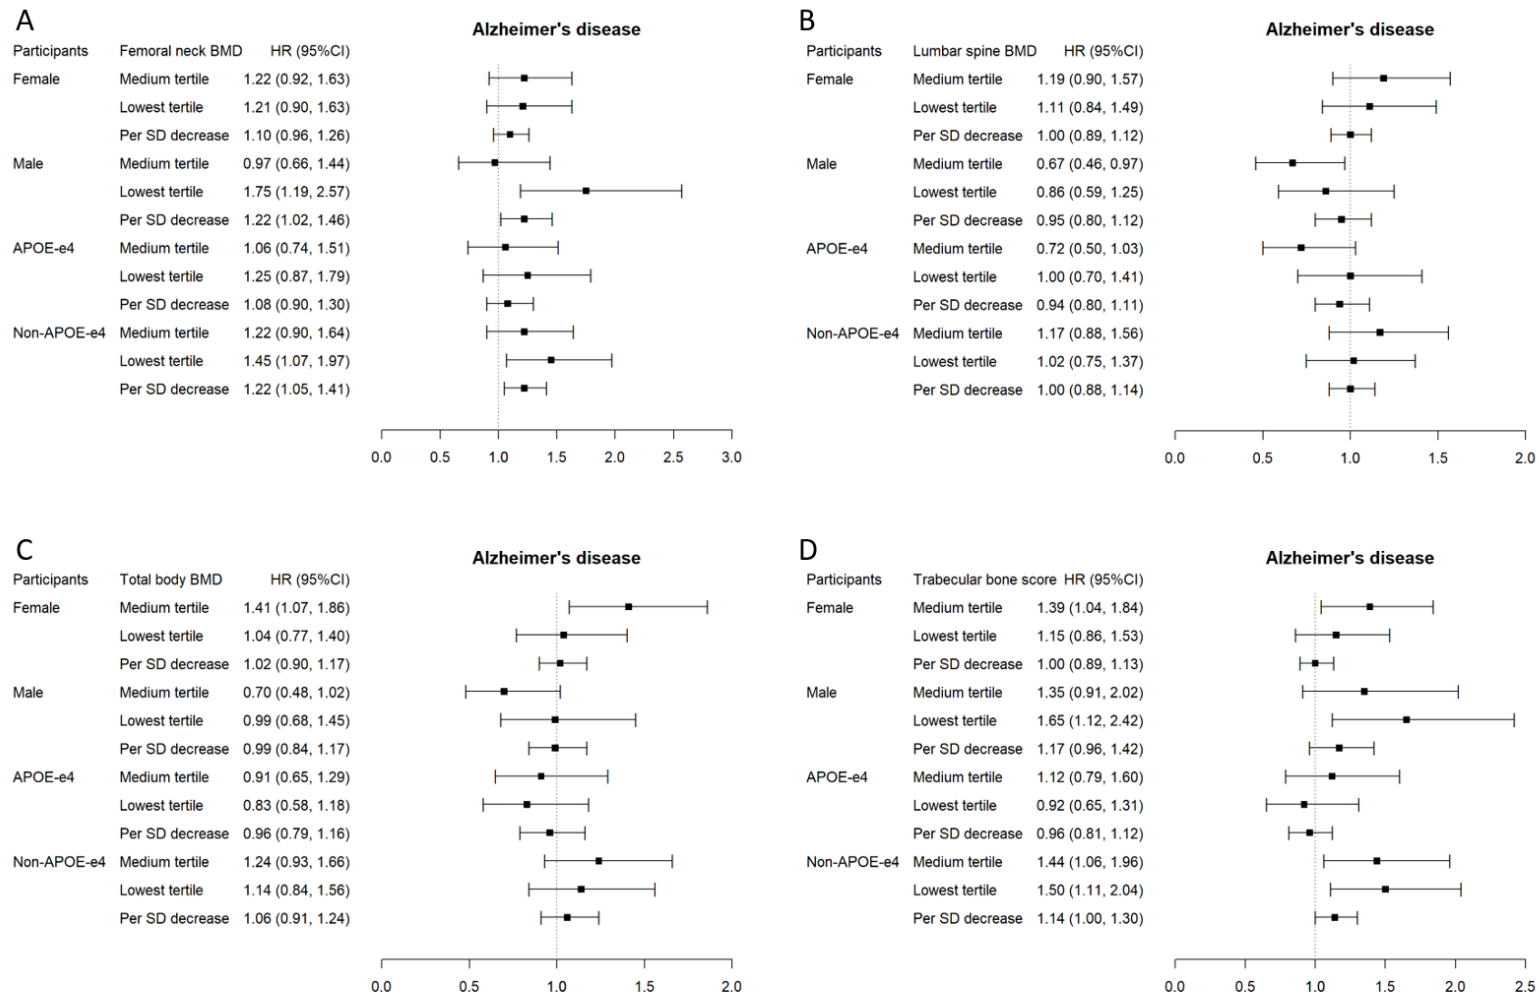 A
Alzheimer's disease
Participants Femoral neck BMD HR (95%CI)
Female Medium tertile 1.22 (0.92, 1.63)
Lowest tertile 1.21 (0.90, 1.63)
Per SD decrease 1.10 (0.96, 1.26)
Male Medium tertile 0.97 (0.66, 1.44)
Lowest tertile 1.75 (1.19, 2.57)
Per SD decrease 1.22 (1.02, 1.46)
APOE-e4 Medium tertile 1.06 (0.74, 1.51)
Lowest tertile 1.25 (0.87, 1.79)
Per SD decrease 1.08 (0.90, 1.30)
Non-APOE-e4 Medium tertile 1.22 (0.90, 1.64)
Lowest tertile 1.45 (1.07, 1.97)
Per SD decrease 1.22 (1.05, 1.41)
0.0 0.5 1.0 1.5 2.0 2.5 3.0
B
Alzheimer's disease
Participants Lumbar spine BMD HR (95%CI)
Female Medium tertile 1.19 (0.90, 1.57)
Lowest tertile 1.11 (0.84, 1.49)
Per SD decrease 1.00 (0.89, 1.12)
Male Medium tertile 0.67 (0.46, 0.97)
Lowest tertile 0.86 (0.59, 1.25)
Per SD decrease 0.95 (0.80, 1.12)
APOE-e4 Medium tertile 0.72 (0.50, 1.03)
Lowest tertile 1.00 (0.70, 1.41)
Per SD decrease 0.94 (0.80, 1.11)
Non-APOE-e4 Medium tertile 1.17 (0.88, 1.56)
Lowest tertile 1.02 (0.75, 1.37)
Per SD decrease 1.00 (0.88, 1.14)
0.0 0.5 1.0 1.5 2.0
C
Alzheimer's disease
Participants Total body BMD HR (95%CI)
Female Medium tertile 1.41 (1.07, 1.86)
Lowest tertile 1.04 (0.77, 1.40)
Per SD decrease 1.02 (0.90, 1.17)
Male Medium tertile 0.70 (0.48, 1.02)
Lowest tertile 0.99 (0.68, 1.45)
Per SD decrease 0.99 (0.84, 1.17)
APOE-e4 Medium tertile 0.91 (0.65, 1.29)
Lowest tertile 0.83 (0.58, 1.18)
Per SD decrease 0.96 (0.79, 1.16)
Non-APOE-e4 Medium tertile 1.24 (0.93, 1.66)
Lowest tertile 1.14 (0.84, 1.56)
Per SD decrease 1.06 (0.91, 1.24)
0.0 0.5 1.0 1.5 2.0
D
Alzheimer's disease
Participants Trabecular bone score HR (95%CI)
Female Medium tertile 1.39 (1.04, 1.84)
Lowest tertile 1.15 (0.86, 1.53)
Per SD decrease 1.00 (0.89, 1.13)
Male Medium tertile 1.35 (0.91, 2.02)
Lowest tertile 1.65 (1.12, 2.42)
Per SD decrease 1.17 (0.96, 1.42)
APOE-e4 Medium tertile 1.12 (0.79, 1.60)
Lowest tertile 0.92 (0.65, 1.31)
Per SD decrease 0.96 (0.81, 1.12)
Non-APOE-e4 Medium tertile 1.44 (1.06, 1.96)
Lowest tertile 1.50 (1.11, 2.04)
Per SD decrease 1.14 (1.00, 1.30)
0.0 0.5 1.0 1.5 2.0 2.5